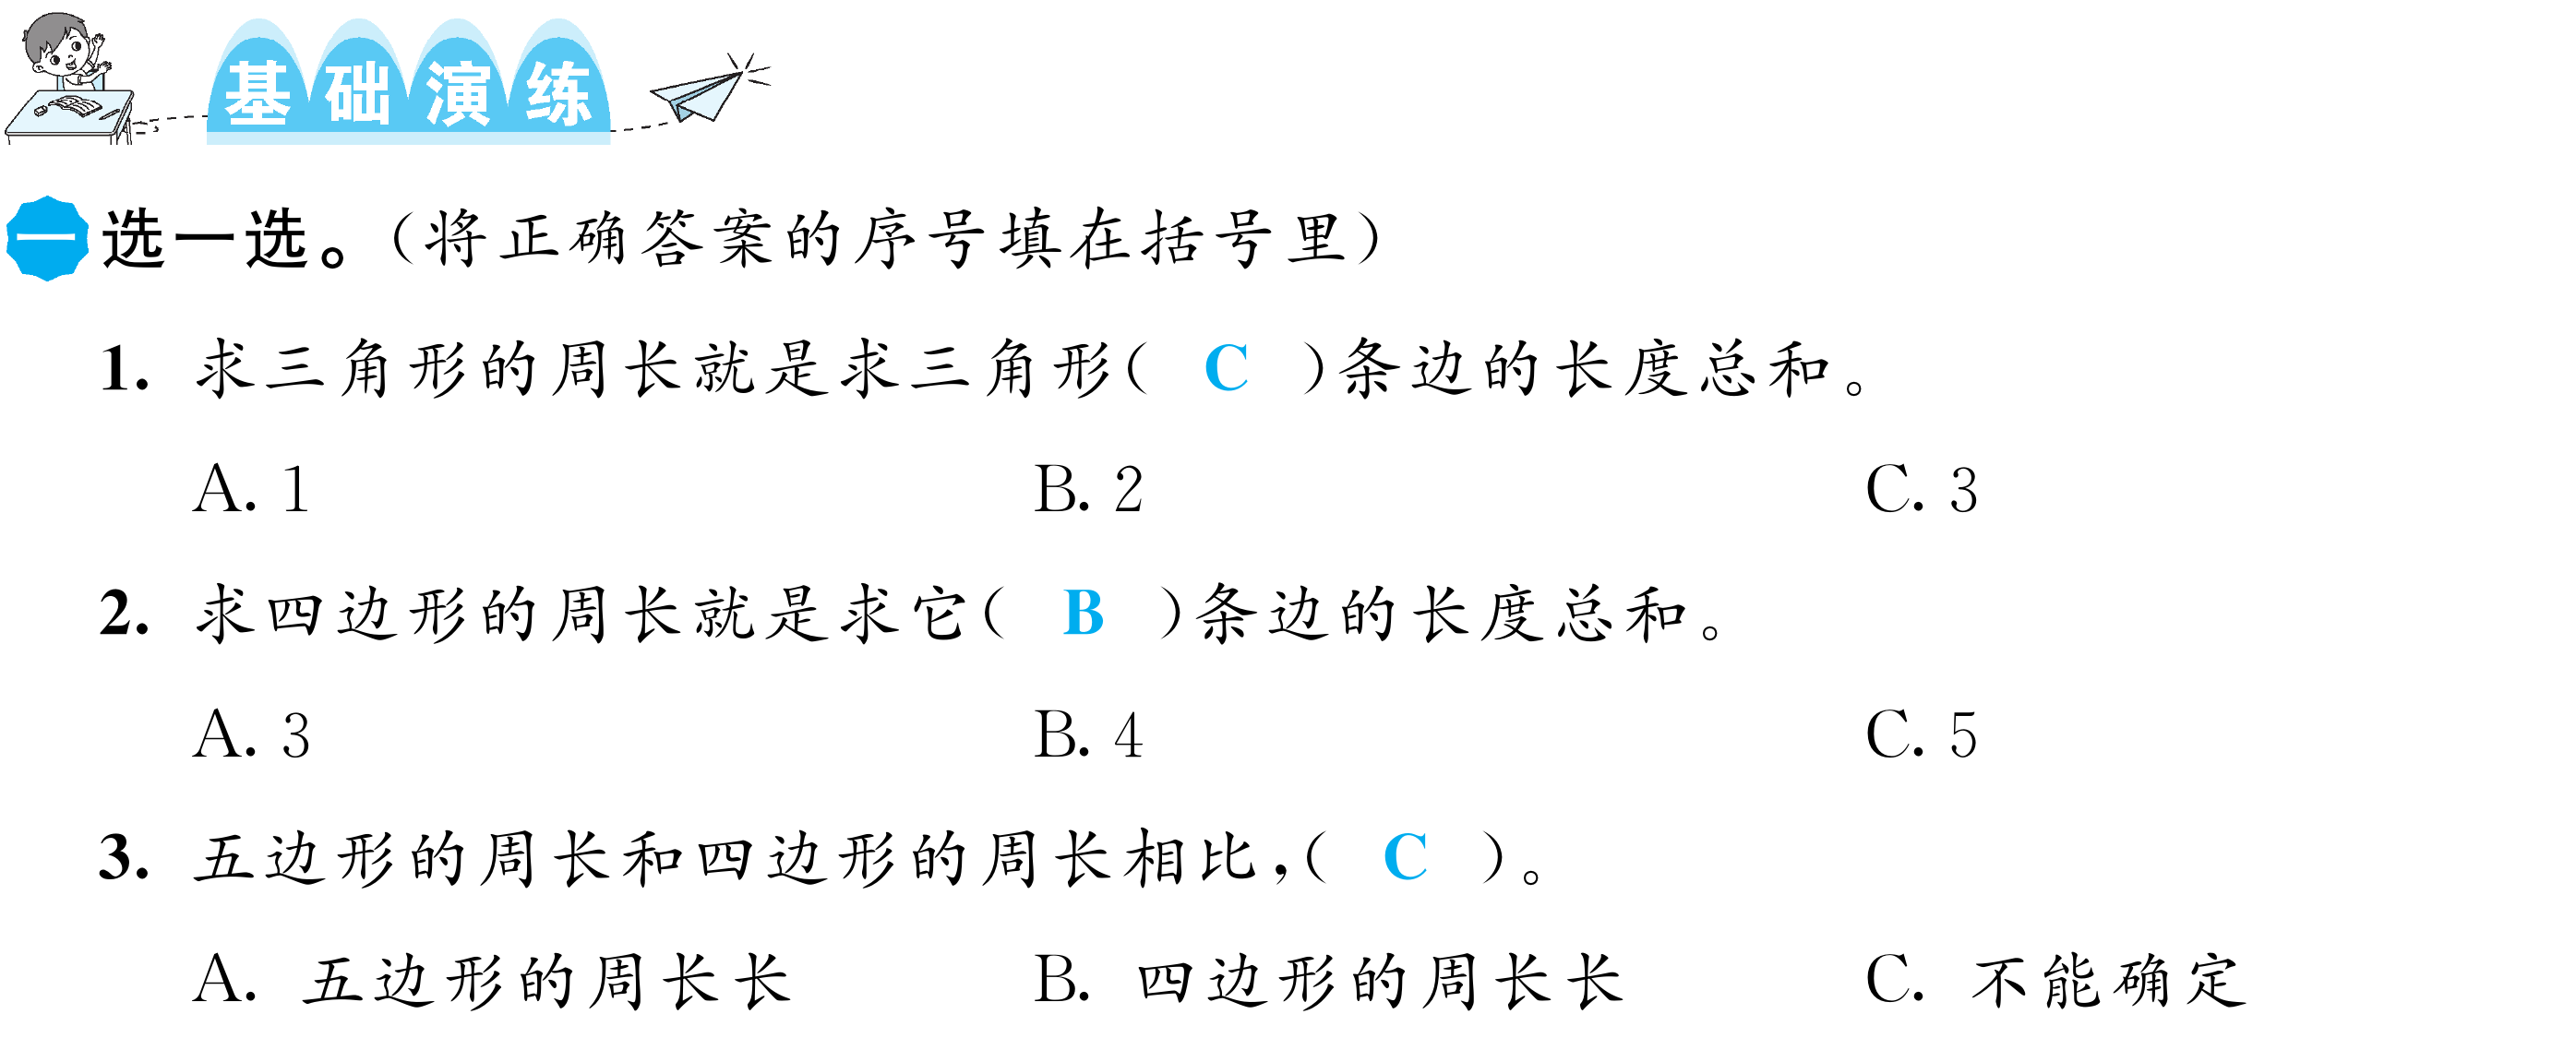 基础演练
一 选一选。(将正确答案的序号填在括号里)
1. 求三角形的周长就是求三角形( C )条边的长度总和。
A. 1 B. 2 C. 3
2. 求四边形的周长就是求它( B )条边的长度总和。
A. 3 B. 4 C. 5
3. 五边形的周长和四边形的周长相比,( C )。
A. 五边形的周长长 B. 四边形的周长长 C. 不能确定